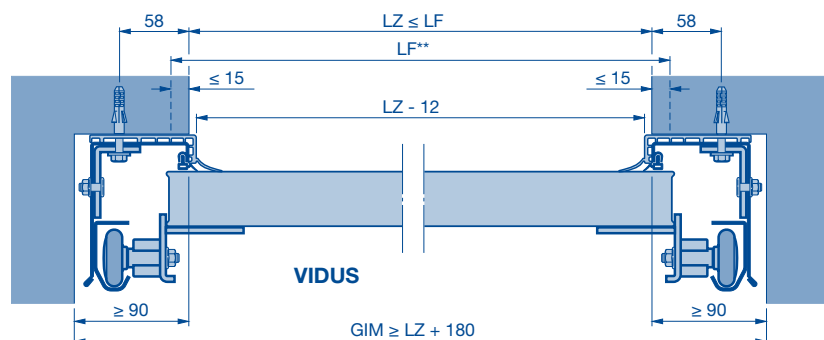 58 LZ ≤ LF 58
LF**
≤ 15 ≤ 15
LZ - 12
VIDUS
≥ 90 ≥ 90
GIM ≥ LZ + 180